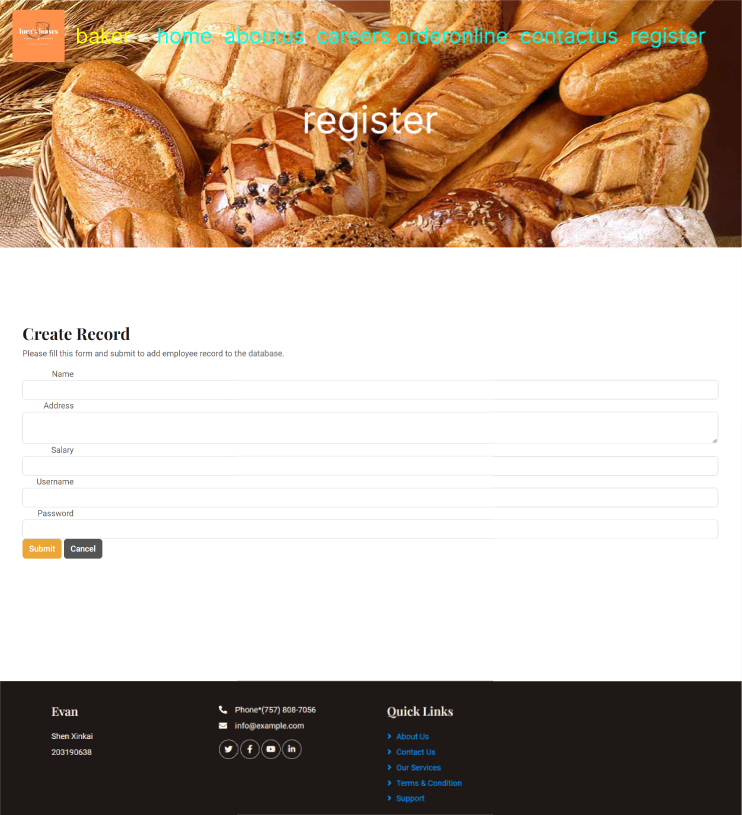 baker
home aboutus careers orderonline contactus register
register
Create Record
Please fill this form and submit to add employee record to the database.
Name
Address
Salary
Username
Password
Submit Cancel
Evan
Shen Xinkai
203190638
Phone*(757) 808-7056
info@example.com
Quick Links
About Us
Contact Us
Our Services
Terms & Condition
Support